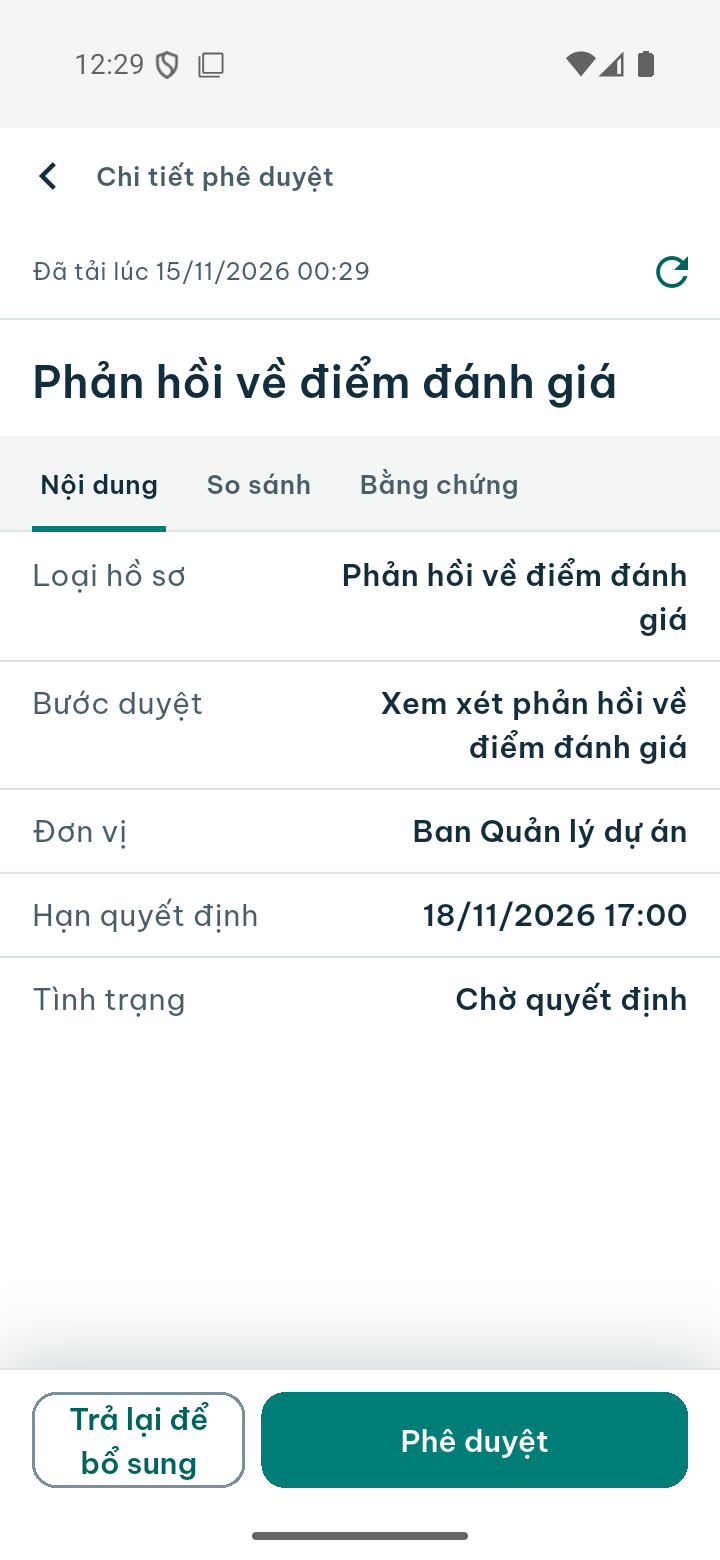 12:29
Chi tiết phê duyệt
Đã tải lúc 15/11/2026 00:29
Phản hồi về điểm đánh giá
Nội dung So sánh Bằng chứng
Loại hồ sơ Phản hồi về điểm đánh
giá
Bước duyệt Xem xét phản hồi về
điểm đánh giá
Đơn vị Ban Quản lý dự án
Hạn quyết định 18/11/2026 17:00
Tình trạng Chờ quyết định
Trả lại để
bổ sung
Phê duyệt